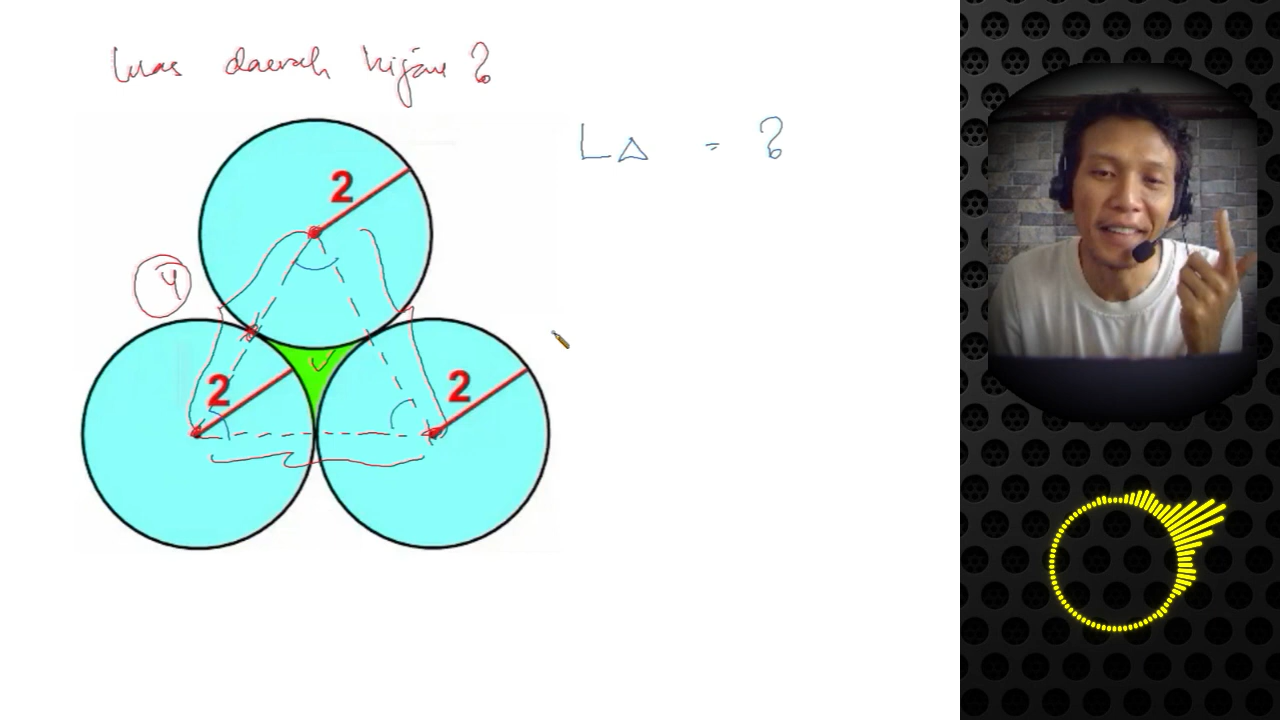 luas daerah hijau ?
L△ = ?
2
4
2
2